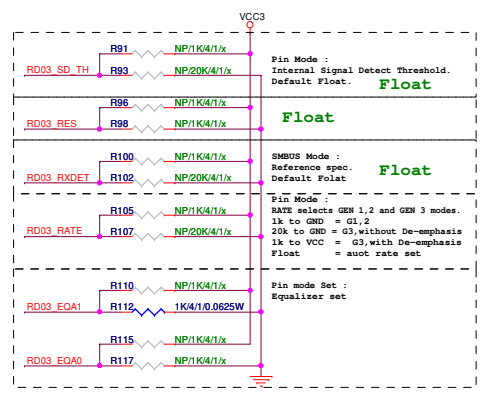 VCC3
R91 NP/1K/4/1/x
RD03_SD_TH R93 NP/20K/4/1/x
Pin Mode :
Internal Signal Detect Threshold.
Default Float. Float
R96 NP/1K/4/1/x
RD03_RES R98 NP/1K/4/1/x
Float
R100 NP/1K/4/1/x
RD03_RXDET R102 NP/20K/4/1/x
SMBUS Mode :
Reference spec.
Default Folat Float
R105 NP/1K/4/1/x
RD03_RATE R107 NP/20K/4/1/x
Pin Mode :
RATE selects GEN 1,2 and GEN 3 modes.
1k to GND = G1,2
20k to GND = G3,without De-emphasis
1k to VCC = G3,with De-emphasis
Float = auot rate set
R110 NP/1K/4/1/x
RD03_EQA1 R112 1K/4/1/0.0625W
Pin mode Set :
Equalizer set
R115 NP/1K/4/1/x
RD03_EQA0 R117 NP/1K/4/1/x